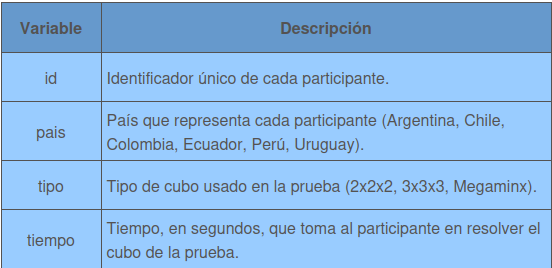 Variable Descripción
id Identificador único de cada participante.
pais País que representa cada participante (Argentina, Chile,
Colombia, Ecuador, Perú, Uruguay).
tipo Tipo de cubo usado en la prueba (2x2x2, 3x3x3, Megaminx).
tiempo Tiempo, en segundos, que toma al participante en resolver el
cubo de la prueba.